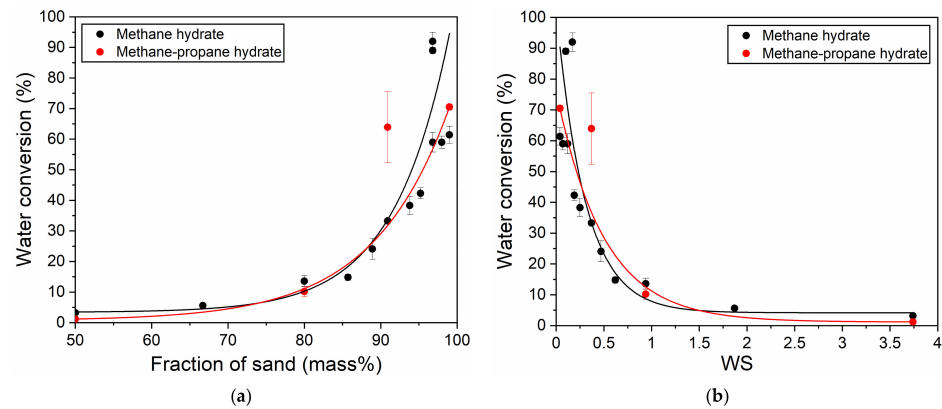 100
90
80
70
60
50
40
30
20
10
0
Water conversion (%)
Methane hydrate
Methane-propane hydrate
50 60 70 80 90 100
Fraction of sand (mass%)
(a)
100
90
80
70
60
50
40
30
20
10
0
Water conversion (%)
Methane hydrate
Methane-propane hydrate
0 0.5 1 1.5 2 2.5 3 3.5 4
WS
(b)